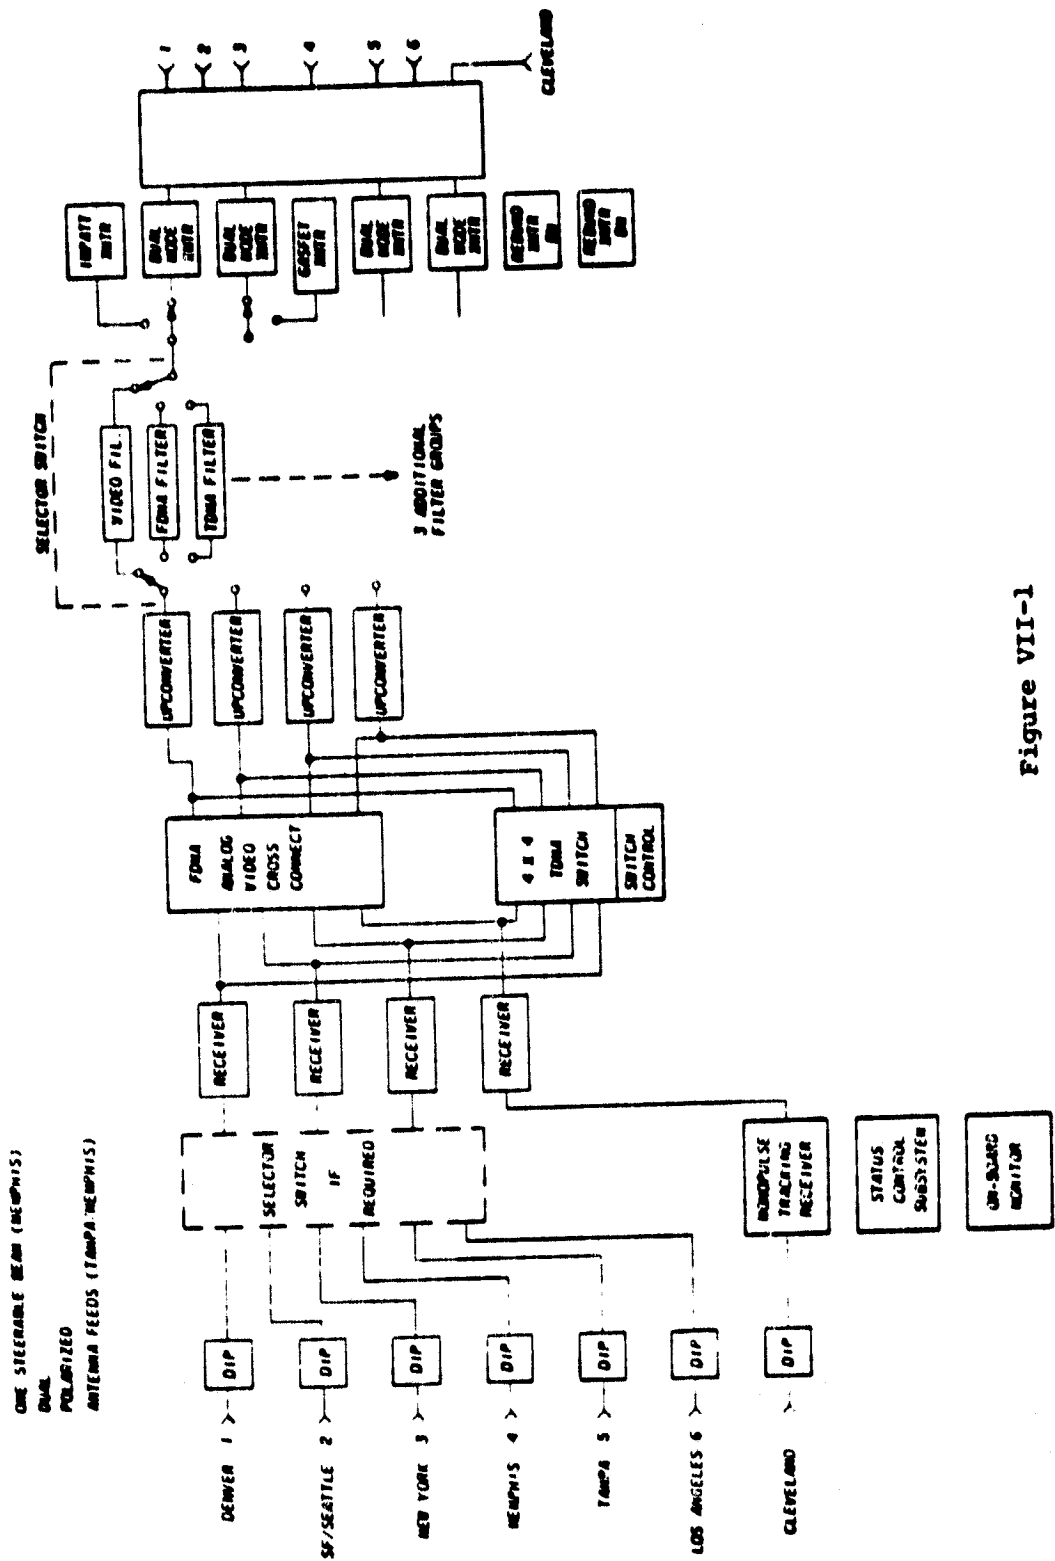 ONE STEERABLE BEAM (MEMPHIS)
DUAL
POLARIZED
ANTENNA FEEDS (TAMPA/MEMPHIS)
DENVER 1
SF/SEATTLE 2
NEW YORK 3
MEMPHIS 4
TAMPA 5
LOS ANGELES 6
CLEVELAND
DIP
DIP
DIP
DIP
DIP
DIP
DIP
SELECTOR
SWITCH
IF
REQUIRED
MONOPULSE
TRACKING
RECEIVER
STATUS
CONTROL
SUBSYSTEM
ON-BOARD
MONITOR
RECEIVER
RECEIVER
RECEIVER
RECEIVER
FDMA
ANALOG
VIDEO
CROSS
CONNECT
4 X 4
TDMA
SWITCH
SWITCH
CONTROL
UPCONVERTER
UPCONVERTER
UPCONVERTER
UPCONVERTER
SELECTOR SWITCH
VIDEO FIL.
FDMA FILTER
TDMA FILTER
3 ADDITIONAL
FILTER GROUPS
IMPATT
XMTR
DUAL
MODE
XMTR
DUAL
MODE
XMTR
GASFET
XMTR
DUAL
MODE
XMTR
DUAL
MODE
XMTR
XMTR
XMTR
1
2
3
4
5
6
CLEVELAND
Figure VII-1